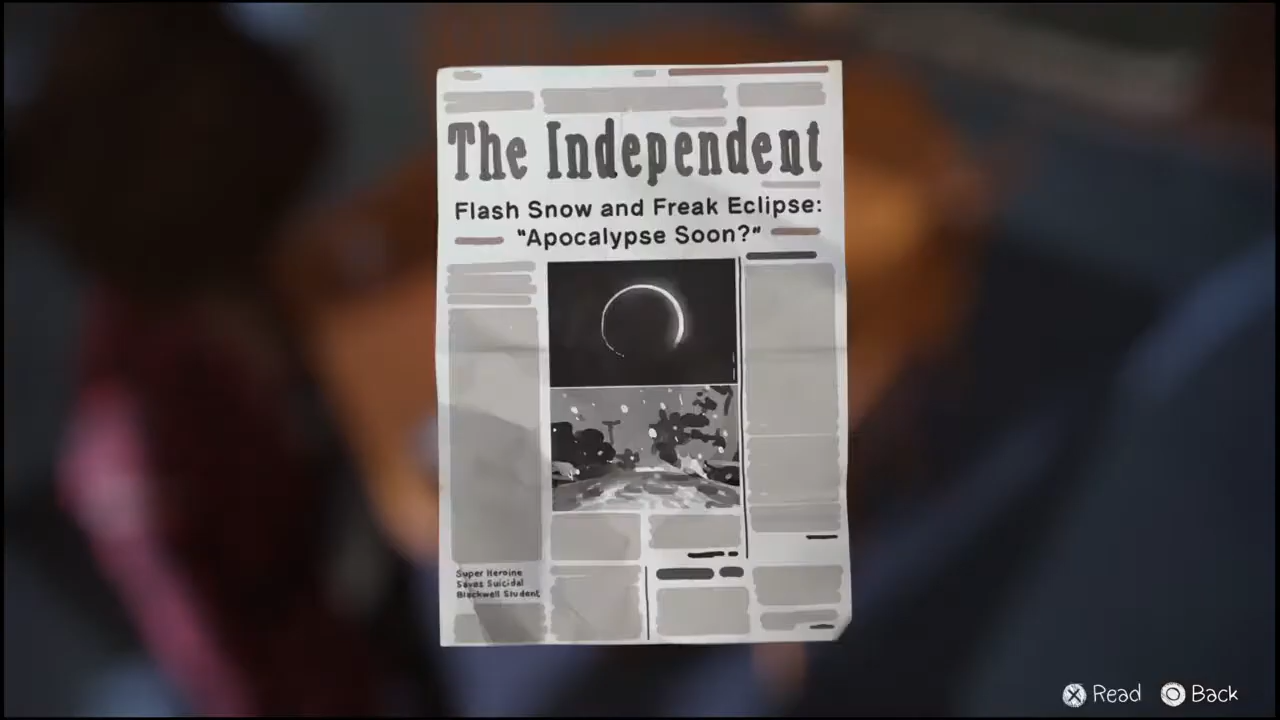 The Independent
Flash Snow and Freak Eclipse:
"Apocalypse Soon?"
Super Heroine
Saves Suicidal
Blackwell Student
Read
Back